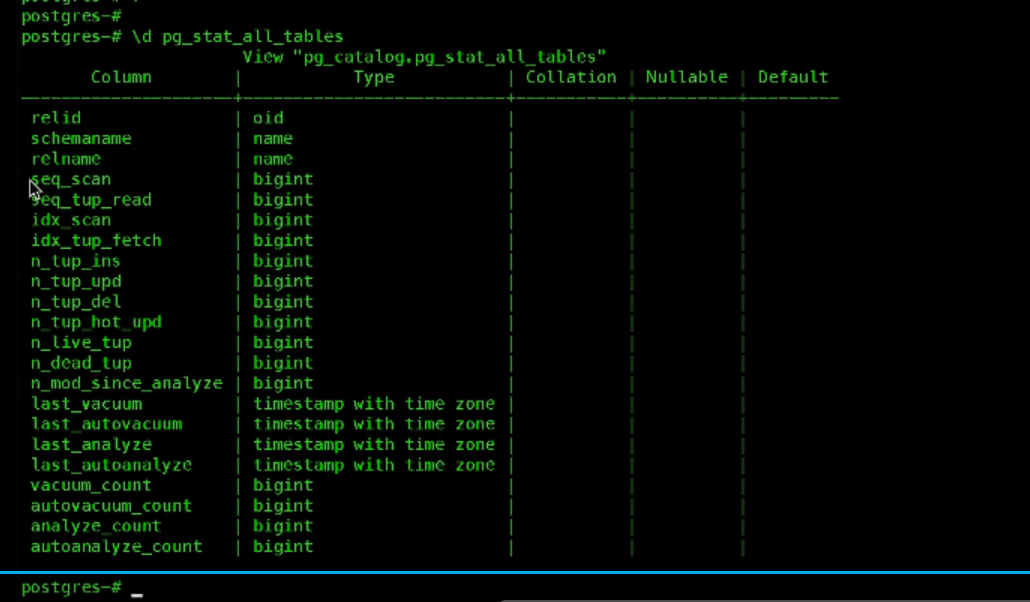 postgres-#
postgres-# \d pg_stat_all_tables
View "pg_catalog.pg_stat_all_tables"
Column | Type | Collation | Nullable | Default
relid | oid | | |
schemaname | name | | |
relname | name | | |
seq_scan | bigint | | |
seq_tup_read | bigint | | |
idx_scan | bigint | | |
idx_tup_fetch | bigint | | |
n_tup_ins | bigint | | |
n_tup_upd | bigint | | |
n_tup_del | bigint | | |
n_tup_hot_upd | bigint | | |
n_live_tup | bigint | | |
n_dead_tup | bigint | | |
n_mod_since_analyze | bigint | | |
last_vacuum | timestamp with time zone | | |
last_autovacuum | timestamp with time zone | | |
last_analyze | timestamp with time zone | | |
last_autoanalyze | timestamp with time zone | | |
vacuum_count | bigint | | |
autovacuum_count | bigint | | |
analyze_count | bigint | | |
autoanalyze_count | bigint | | |
postgres-# _